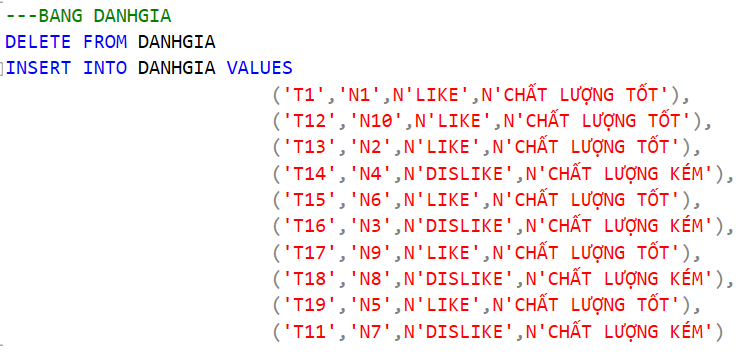 ---BANG DANHGIA
DELETE FROM DANHGIA
INSERT INTO DANHGIA VALUES
('T1','N1',N'LIKE',N'CHẤT LƯỢNG TỐT'),
('T12','N10',N'LIKE',N'CHẤT LƯỢNG TỐT'),
('T13','N2',N'LIKE',N'CHẤT LƯỢNG TỐT'),
('T14','N4',N'DISLIKE',N'CHẤT LƯỢNG KÉM'),
('T15','N6',N'LIKE',N'CHẤT LƯỢNG TỐT'),
('T16','N3',N'DISLIKE',N'CHẤT LƯỢNG KÉM'),
('T17','N9',N'LIKE',N'CHẤT LƯỢNG TỐT'),
('T18','N8',N'DISLIKE',N'CHẤT LƯỢNG KÉM'),
('T19','N5',N'LIKE',N'CHẤT LƯỢNG TỐT'),
('T11','N7',N'DISLIKE',N'CHẤT LƯỢNG KÉM')